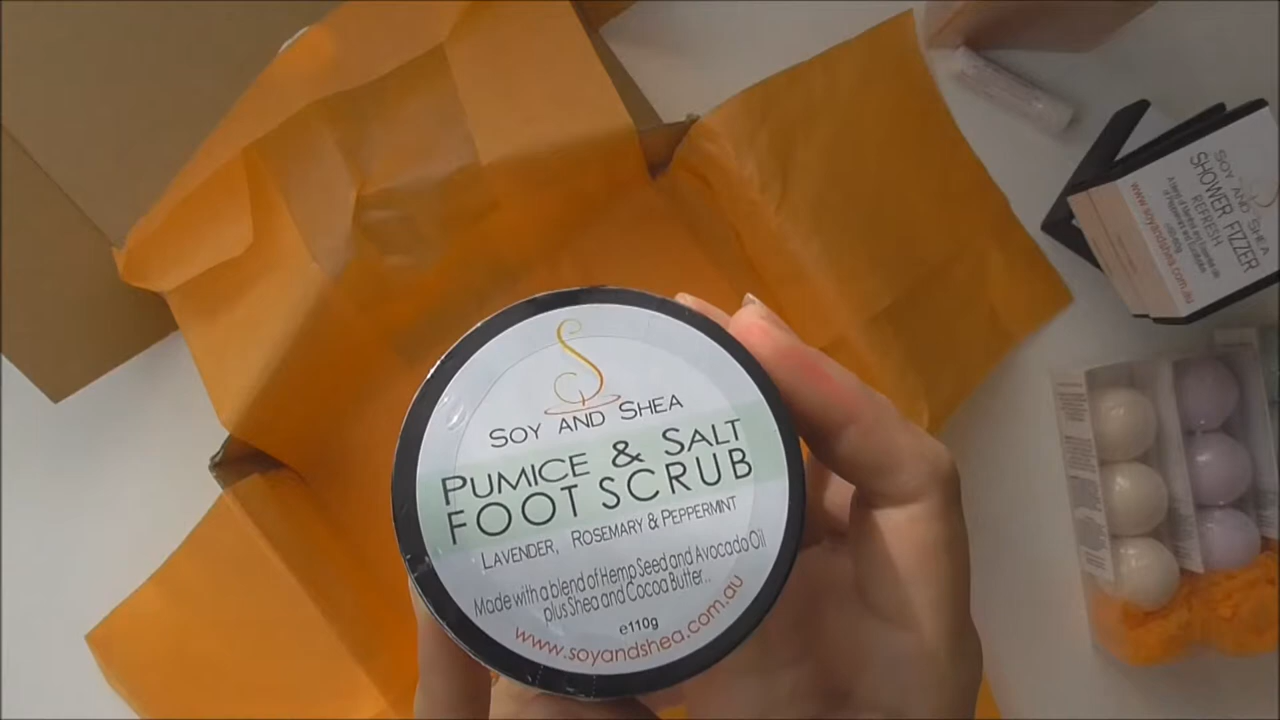 SOY AND SHEA
PUMICE & SALT
FOOT SCRUB
LAVENDER, ROSEMARY & PEPPERMINT
Made with a blend of Hemp Seed and Avocado Oil
plus Shea and Cocoa Butter..
e110g
www.soyandshea.com.au
SOY AND SHEA
SHOWER FIZZER
REFRESH
www.soyandshea.com.au